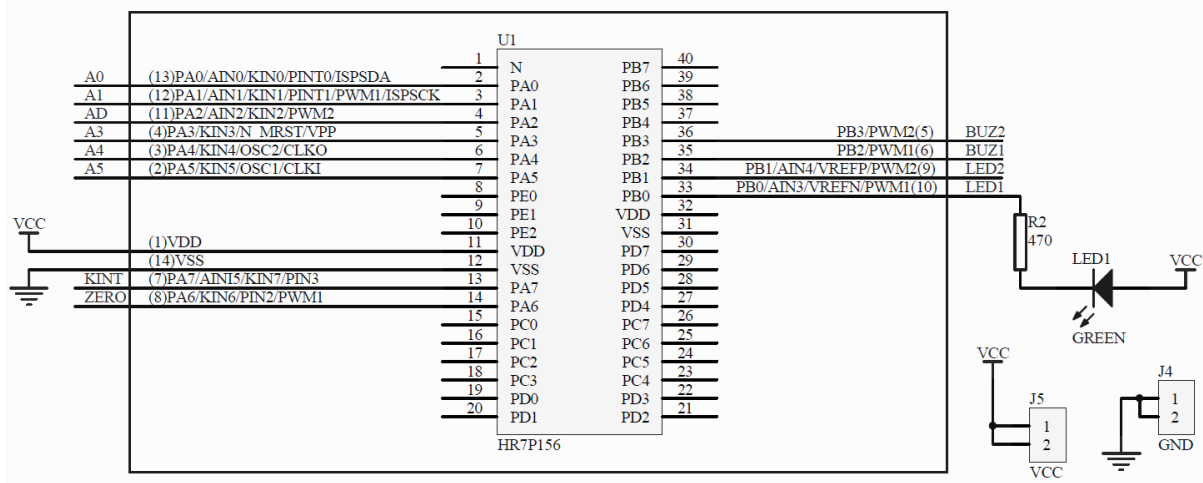 U1
1 N PB7 40
A0 (13)PA0/AIN0/KIN0/PINT0/ISPSDA 2 PA0 PB6 39
A1 (12)PA1/AIN1/KIN1/PINT1/PWM1/ISPSCK 3 PA1 PB5 38
AD (11)PA2/AIN2/KIN2/PWM2 4 PA2 PB4 37
A3 (4)PA3/KIN3/N_MRST/VPP 5 PA3 PB3 36 PB3/PWM2(5) BUZ2
A4 (3)PA4/KIN4/OSC2/CLKO 6 PA4 PB2 35 PB2/PWM1(6) BUZ1
A5 (2)PA5/KIN5/OSC1/CLKI 7 PA5 PB1 34 PB1/AIN4/VREFP/PWM2(9) LED2
8 PE0 PB0 33 PB0/AIN3/VREFN/PWM1(10) LED1
9 PE1 VDD 32
10 PE2 VSS 31
VCC (1)VDD 11 VDD PD7 30
(14)VSS 12 VSS PD6 29
KINT (7)PA7/AINI5/KIN7/PIN3 13 PA7 PD5 28
ZERO (8)PA6/KIN6/PIN2/PWM1 14 PA6 PD4 27
15 PC0 PC7 26
16 PC1 PC6 25
17 PC2 PC5 24
18 PC3 PC4 23
19 PD0 PD3 22
20 PD1 PD2 21
HR7P156
R2
470
LED1 VCC
GREEN
VCC
J5
1
2
VCC
J4
1
2
GND